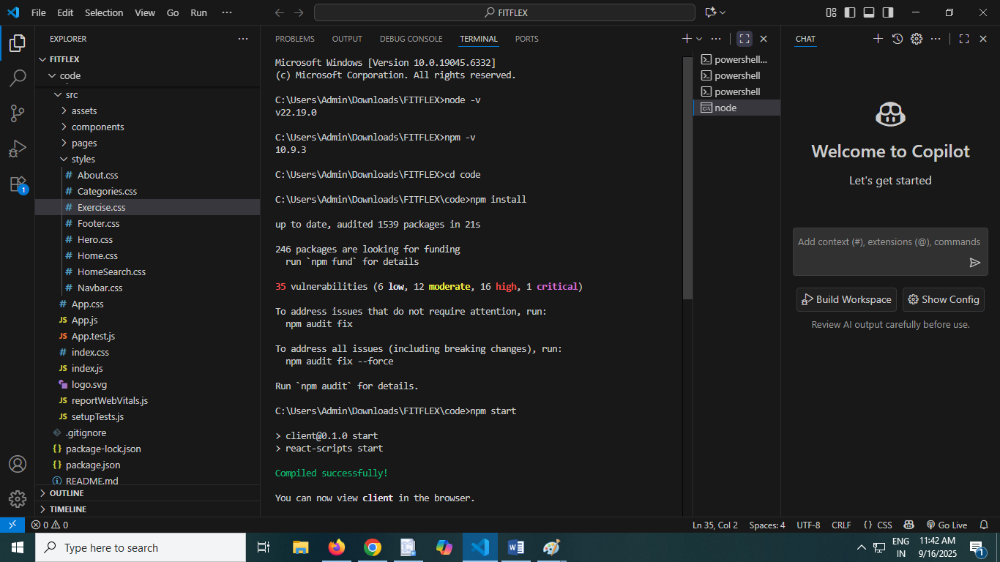 File Edit Selection View Go Run ···
FITFLEX
EXPLORER
FITFLEX
code
src
assets
components
pages
styles
# About.css
# Categories.css
# Exercise.css
# Footer.css
# Hero.css
# Home.css
# HomeSearch.css
# Navbar.css
# App.css
JS App.js
JS App.test.js
# index.css
JS index.js
logo.svg
JS reportWebVitals.js
JS setupTests.js
.gitignore
{} package-lock.json
{} package.json
README.md
OUTLINE
TIMELINE
PROBLEMS OUTPUT DEBUG CONSOLE TERMINAL PORTS
Microsoft Windows [Version 10.0.19045.6332]
(c) Microsoft Corporation. All rights reserved.
C:\Users\Admin\Downloads\FITFLEX>node -v
v22.19.0
C:\Users\Admin\Downloads\FITFLEX>npm -v
10.9.3
C:\Users\Admin\Downloads\FITFLEX>cd code
C:\Users\Admin\Downloads\FITFLEX\code>npm install
up to date, audited 1539 packages in 21s
246 packages are looking for funding
run `npm fund` for details
35 vulnerabilities (6 low, 12 moderate, 16 high, 1 critical)
To address issues that do not require attention, run:
npm audit fix
To address all issues (including breaking changes), run:
npm audit fix --force
Run `npm audit` for details.
C:\Users\Admin\Downloads\FITFLEX\code>npm start
> client@0.1.0 start
> react-scripts start
Compiled successfully!
You can now view client in the browser.
powershell...
powershell
powershell
node
CHAT
Welcome to Copilot
Let's get started
Add context (#), extensions (@), commands
Build Workspace Show Config
Review AI output carefully before use.
1
0 0
Ln 35, Col 2 Spaces: 4 UTF-8 CRLF {} CSS Go Live
Type here to search
ENG
IN
11:42 AM
9/16/2025
1